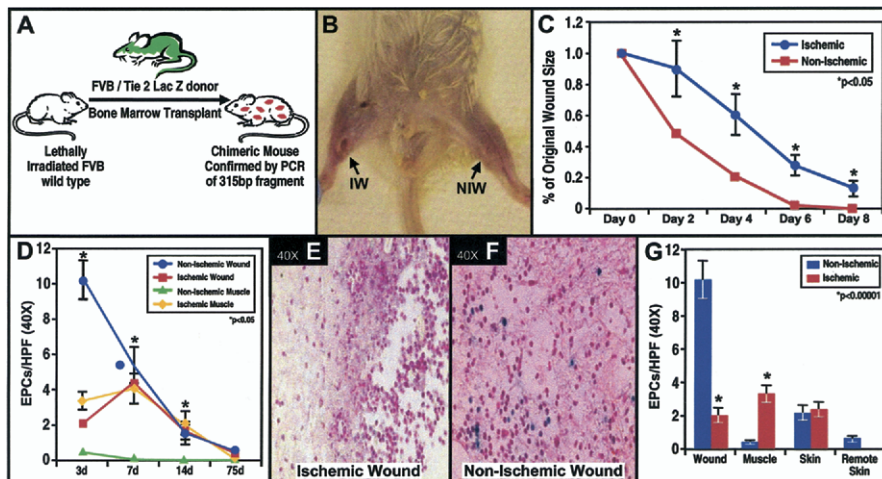 A
FVB / Tie 2 Lac Z donor
Bone Marrow Transplant
Lethally
Irradiated FVB
wild type
Chimeric Mouse
Confirmed by PCR
of 315bp fragment
B
IW
NIW
C
% of Original Wound Size
1.2
1.0
0.8
0.6
0.4
0.2
0
Day 0
Day 2
Day 4
Day 6
Day 8
Ischemic
Non-Ischemic
*p<0.05
*
*
*
*
D
EPCs/HPF (40X)
12
10
8
6
4
2
0
3d
7d
14d
75d
Non-Ischemic Wound
Ischemic Wound
Non-Ischemic Muscle
Ischemic Muscle
*p<0.05
*
*
*
40X
E
Ischemic Wound
40X
F
Non-Ischemic Wound
G
EPCs/HPF (40X)
12
10
8
6
4
2
0
Wound
Muscle
Skin
Remote
Skin
Non-Ischemic
Ischemic
*p<0.00001
*
*